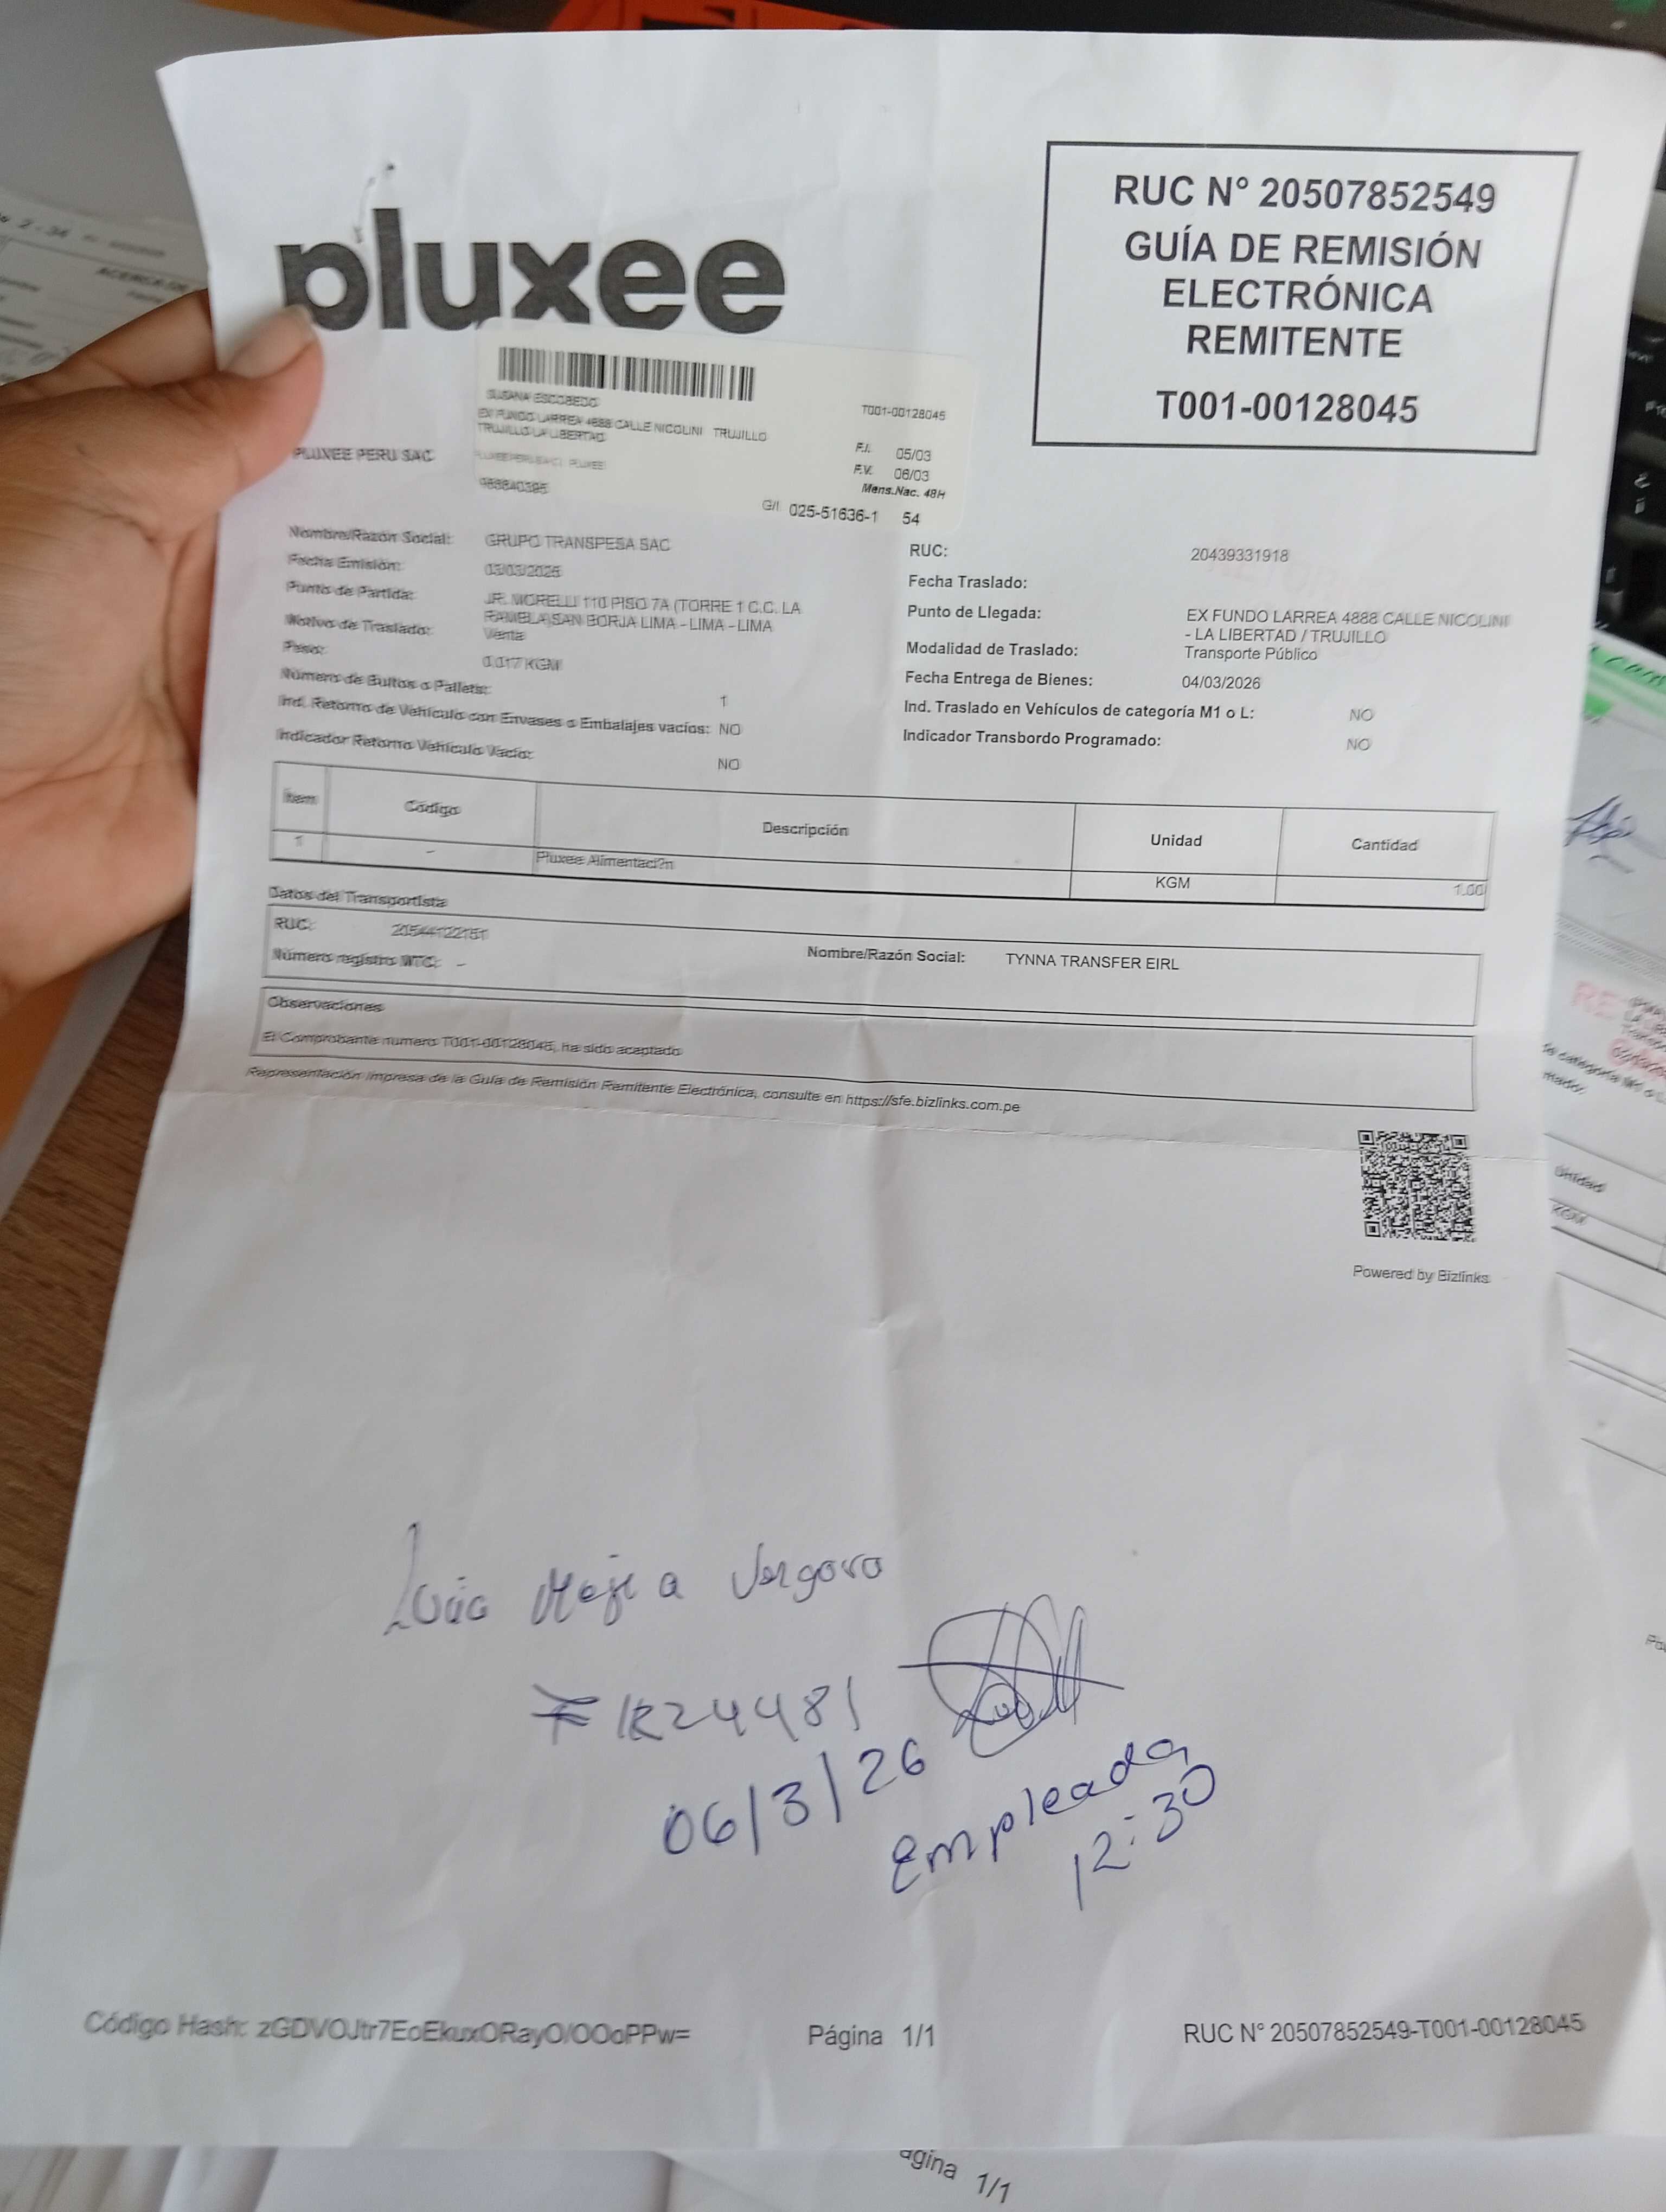 pluxee
RUC N° 20507852549
GUÍA DE REMISIÓN
ELECTRÓNICA
REMITENTE
T001-00128045
SUSANA ESCOBEDO
T001-00128045
EX FUNDO LARREA 4888 CALLE NICOLINI TRUJILLO
TRUJILLO LA LIBERTAD
F.I. 05/03
PLUXEE PERU SAC
F.V. 06/03
Mens.Nac. 48H
G/I 025-51636-1 54
Nombre/Razón Social: GRUPO TRANSPESA SAC
RUC: 20439331918
Fecha Emisión: 03/03/2026
Fecha Traslado:
Punto de Partida: JR. MORELLI 110 PISO 7A (TORRE 1 C.C. LA
RAMBLA)SAN BORJA LIMA - LIMA - LIMA
Punto de Llegada: EX FUNDO LARREA 4888 CALLE NICOLINI
- LA LIBERTAD / TRUJILLO
Motivo de Traslado: Venta
Modalidad de Traslado: Transporte Público
Peso: 0.017 KGM
Fecha Entrega de Bienes: 04/03/2026
Número de Bultos o Pallets: 1
Ind. Traslado en Vehículos de categoría M1 o L: NO
Ind. Retorno de Vehículo con Envases o Embalajes vacíos: NO
Indicador Transbordo Programado: NO
Indicador Retorno Vehículo Vacío: NO
Item Código Descripción Unidad Cantidad
1 - Pluxee Alimentaci?n KGM 1.00
Datos del Transportista
RUC: 20544122151
Nombre/Razón Social: TYNNA TRANSFER EIRL
Número registro MTC: -
Observaciones
El Comprobante numero T001-00128045, ha sido aceptado
Representación Impresa de la Guía de Remisión Remitente Electrónica, consulte en https://sfe.bizlinks.com.pe
Powered by Bizlinks
Mejia
06/3/26
Empleada
12:30
Código Hash:
Página 1/1
RUC N° 20507852549-T001-00128045
1/1